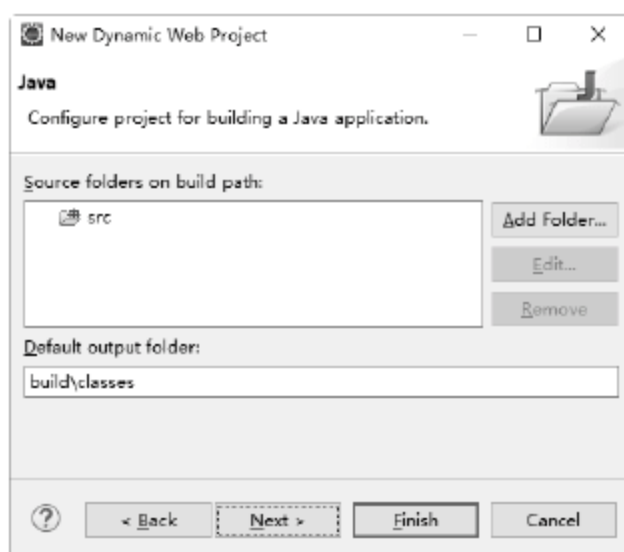 New Dynamic Web Project
Java
Configure project for building a Java application.
Source folders on build path:
src
Add Folder...
Edit...
Remove
Default output folder:
build\classes
< Back
Next >
Finish
Cancel